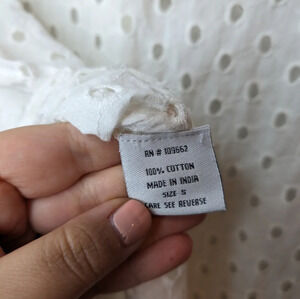 RN # 109662
100% COTTON
MADE IN INDIA
SIZE S
CARE SEE REVERSE